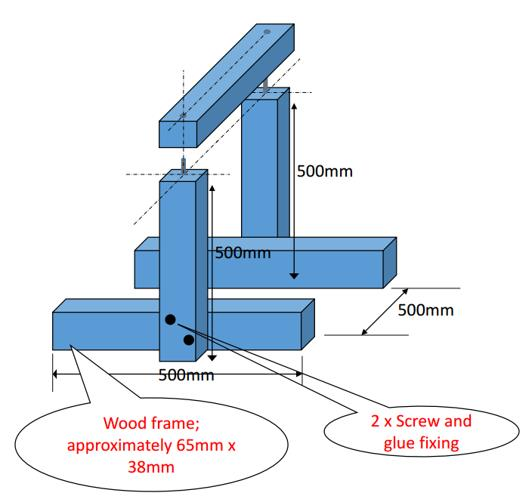 500mm
500mm
500mm
500mm
Wood frame;
approximately 65mm x
38mm
2 x Screw and
glue fixing